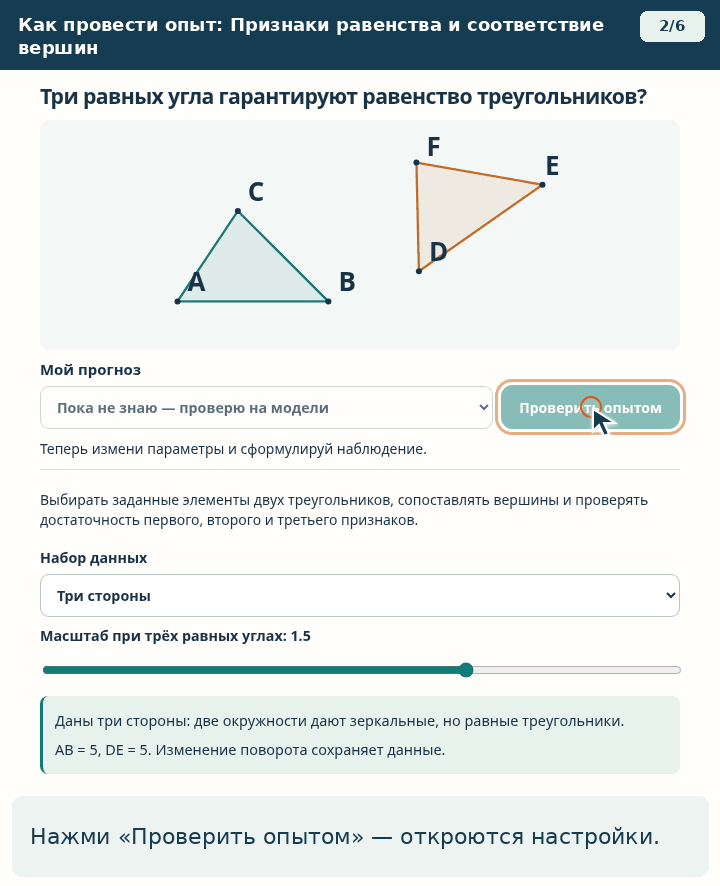 Как провести опыт: Признаки равенства и соответствие
вершин
2/6
Три равных угла гарантируют равенство треугольников?
F
E
C
D
A
B
Мой прогноз
Пока не знаю — проверю на модели
Проверить опытом
Теперь измени параметры и сформулируй наблюдение.
Выбирать заданные элементы двух треугольников, сопоставлять вершины и проверять
достаточность первого, второго и третьего признаков.
Набор данных
Три стороны
Масштаб при трёх равных углах: 1.5
Даны три стороны: две окружности дают зеркальные, но равные треугольники.
AB = 5, DE = 5. Изменение поворота сохраняет данные.
Нажми «Проверить опытом» — откроются настройки.